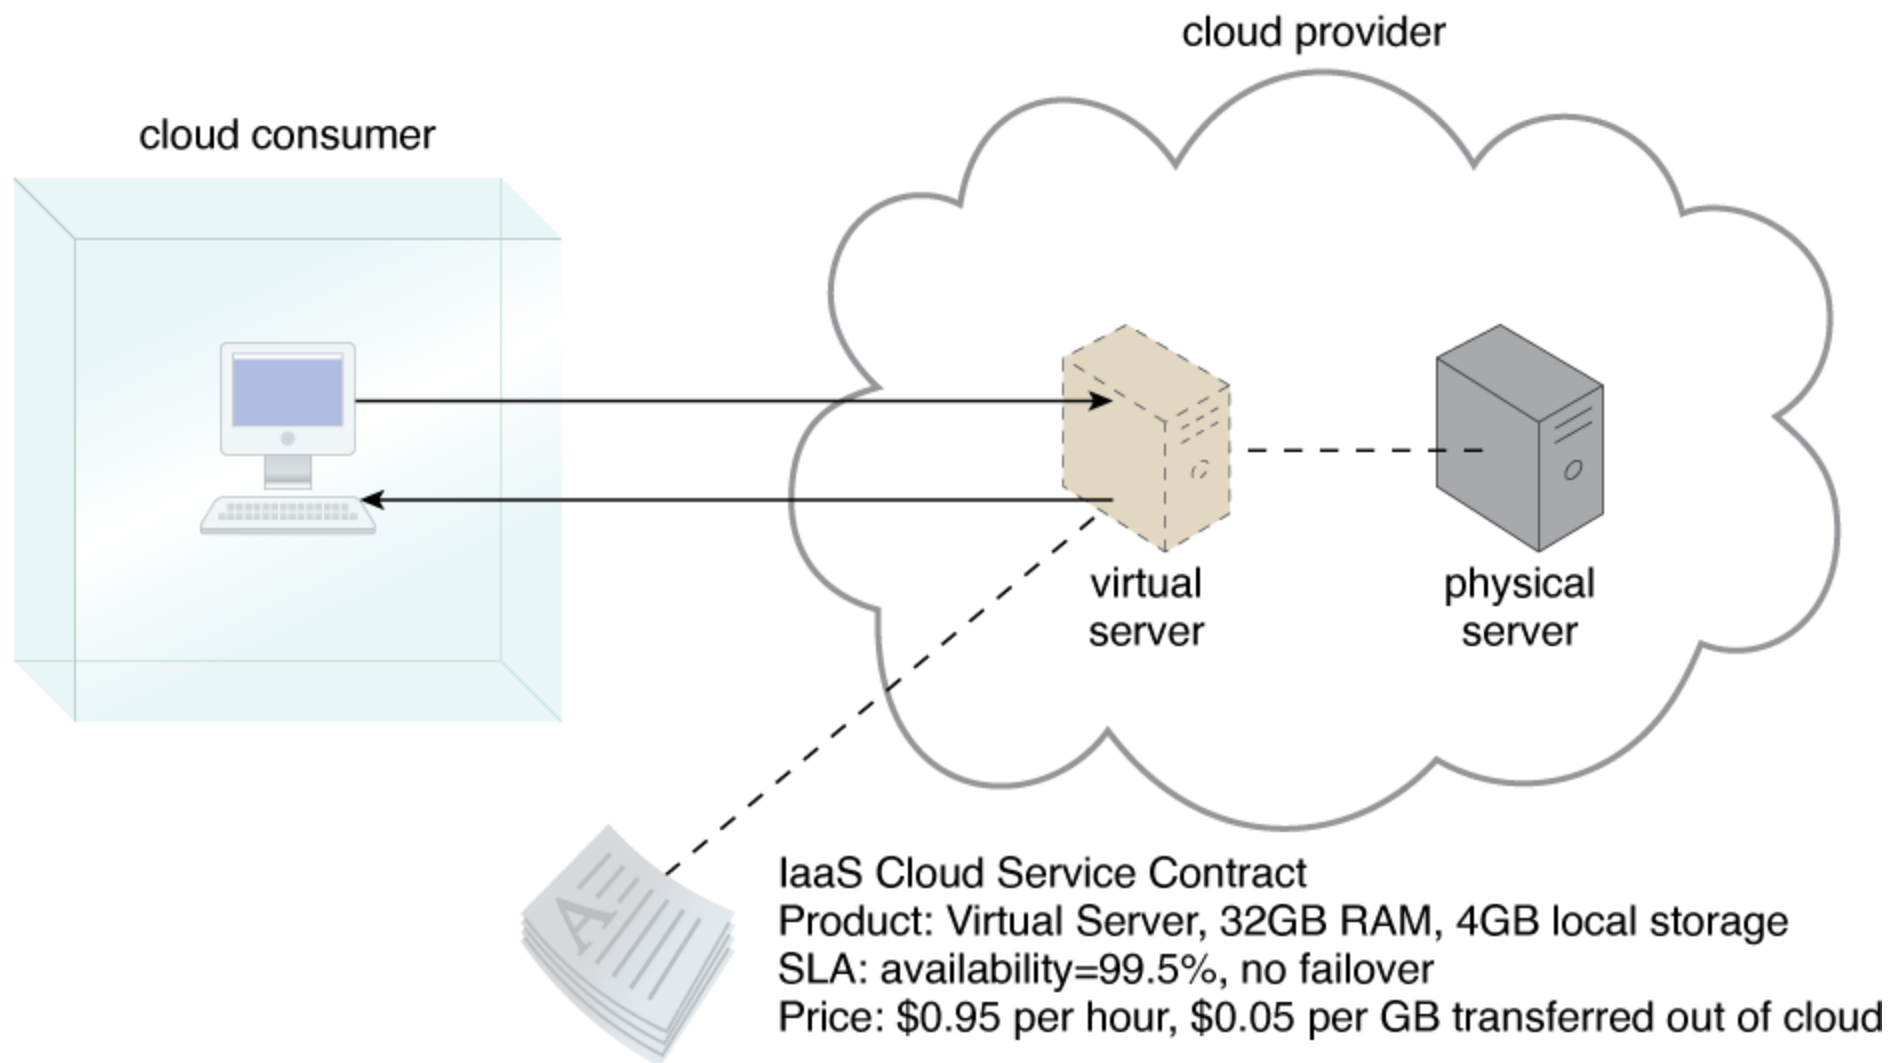 cloud provider
cloud consumer
virtual
server
physical
server
A
IaaS Cloud Service Contract
Product: Virtual Server, 32GB RAM, 4GB local storage
SLA: availability=99.5%, no failover
Price: $0.95 per hour, $0.05 per GB transferred out of cloud